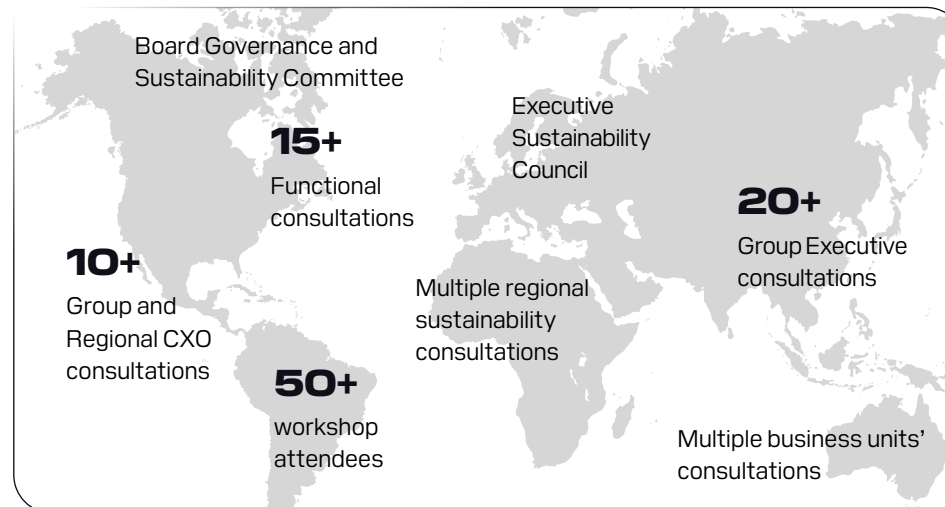 Board Governance and
Sustainability Committee
15+
Functional
consultations
Executive
Sustainability
Council
20+
Group Executive
consultations
10+
Group and
Regional CXO
consultations
Multiple regional
sustainability
consultations
50+
workshop
attendees
Multiple business units’
consultations